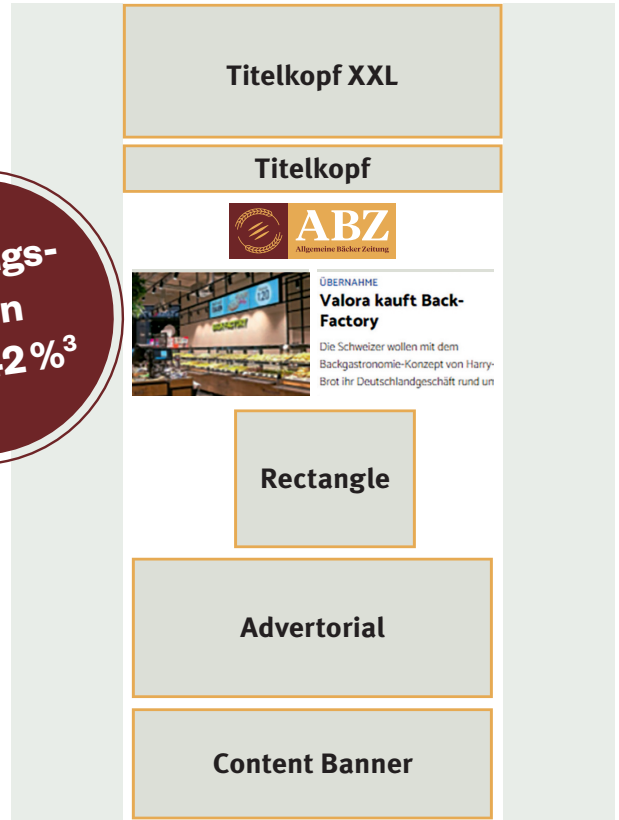 Titelkopf XXL
Titelkopf
ABZ
Allgemeine Bäcker Zeitung
gs-
n
2 %³
ÜBERNAHME
Valora kauft Back-
Factory
Die Schweizer wollen mit dem
Backgastronomie-Konzept von Harry-
Brot ihr Deutschlandgeschäft rund um
Rectangle
Advertorial
Content Banner